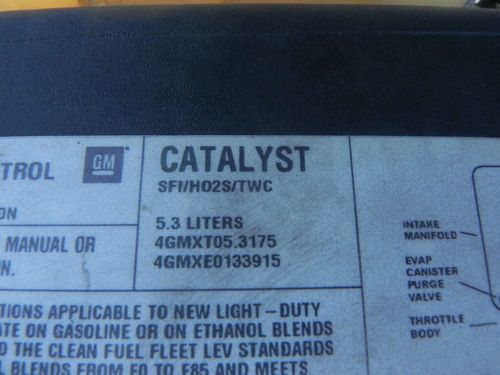 TROL GM CATALYST
SFI/HO2S/TWC
ON
5.3 LITERS
MANUAL OR 4GMXT05.3175
N. 4GMXE0133915
INTAKE
MANIFOLD
EVAP
CANISTER
PURGE
VALVE
THROTTLE
BODY
TIONS APPLICABLE TO NEW LIGHT-DUTY
ATE ON GASOLINE OR ON ETHANOL BLENDS
O THE CLEAN FUEL FLEET LEV STANDARDS
L BLENDS FROM E0 TO E85 AND MEETS